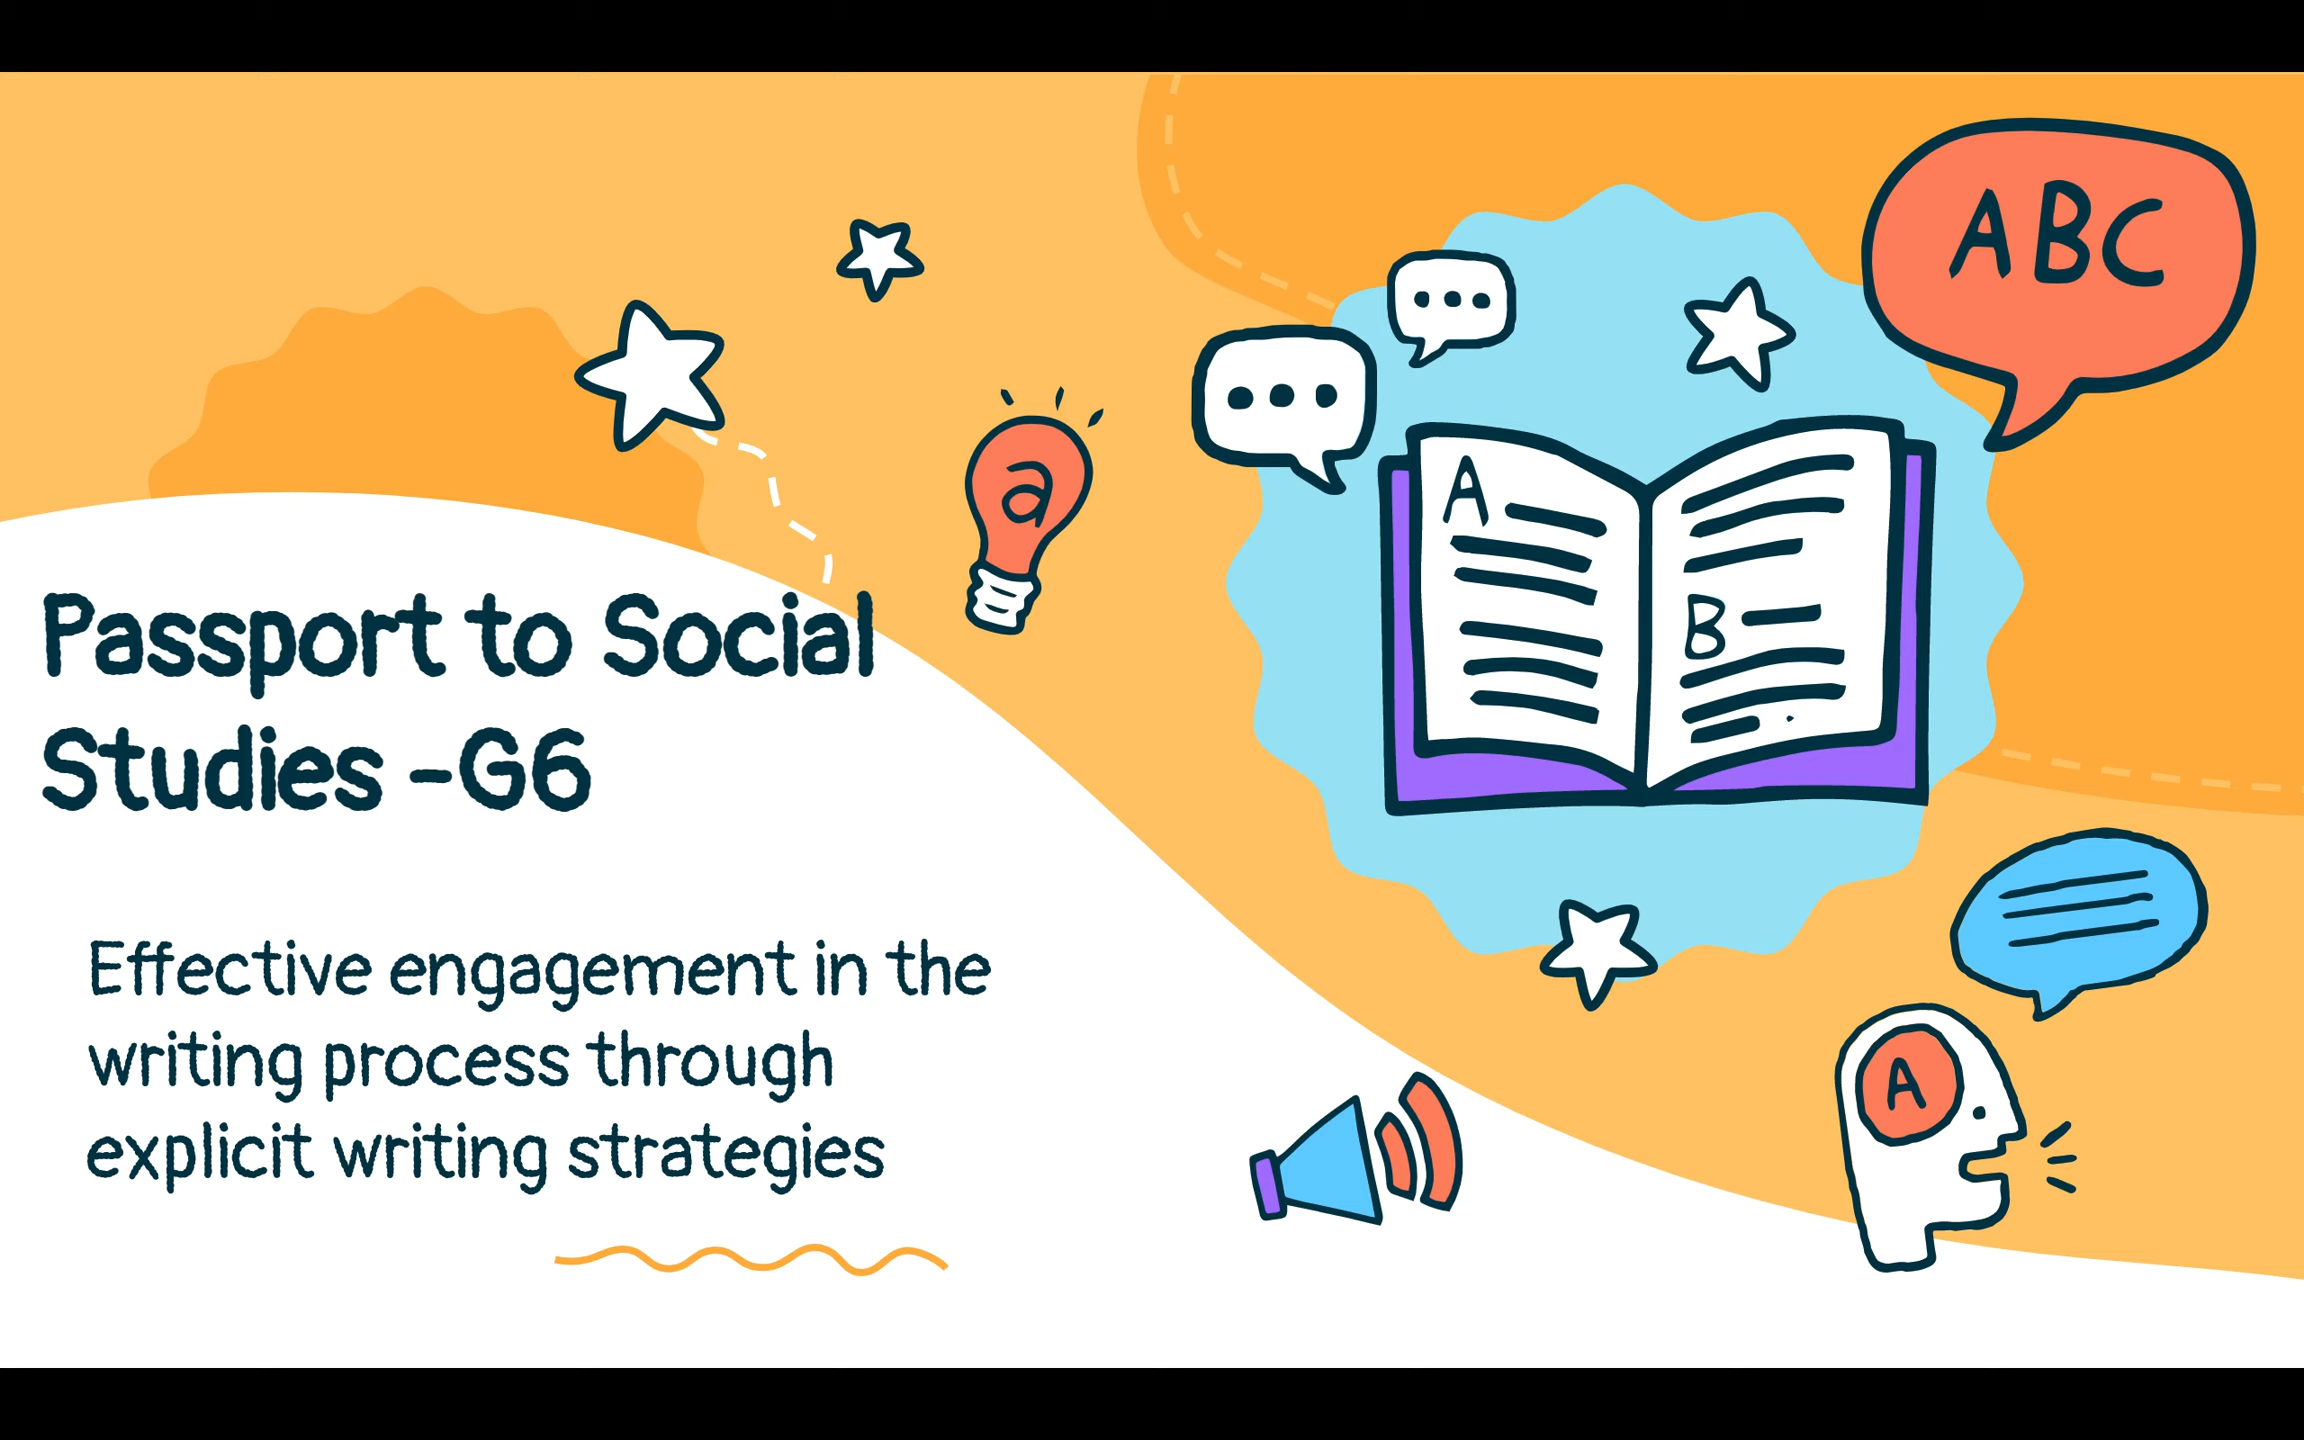 ABC
a
A
B
Passport to Social
Studies -G6
Effective engagement in the
writing process through
explicit writing strategies
A